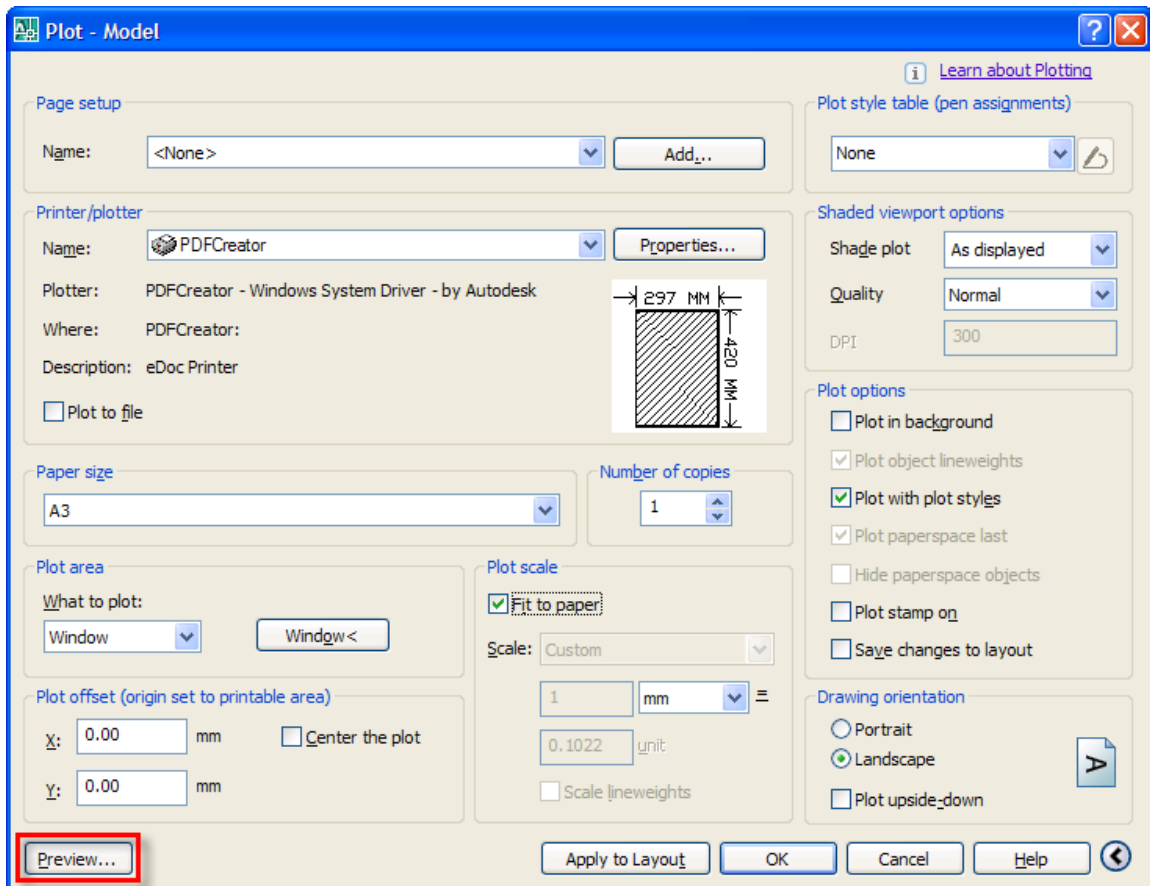 Plot - Model
Learn about Plotting
Page setup
Name: <None> Add...
Plot style table (pen assignments)
None
Printer/plotter
Name: PDFCreator Properties...
Plotter: PDFCreator - Windows System Driver - by Autodesk
Where: PDFCreator:
Description: eDoc Printer
Plot to file
297 MM
420 MM
Shaded viewport options
Shade plot As displayed
Quality Normal
DPI 300
Paper size
A3
Number of copies
1
Plot options
Plot in background
Plot object lineweights
Plot with plot styles
Plot paperspace last
Hide paperspace objects
Plot stamp on
Save changes to layout
Plot area
What to plot:
Window Window<
Plot scale
Fit to paper
Scale: Custom
1 mm =
0.1022 unit
Scale lineweights
Plot offset (origin set to printable area)
X: 0.00 mm Center the plot
Y: 0.00 mm
Drawing orientation
Portrait
Landscape
A
Plot upside-down
Preview... Apply to Layout OK Cancel Help